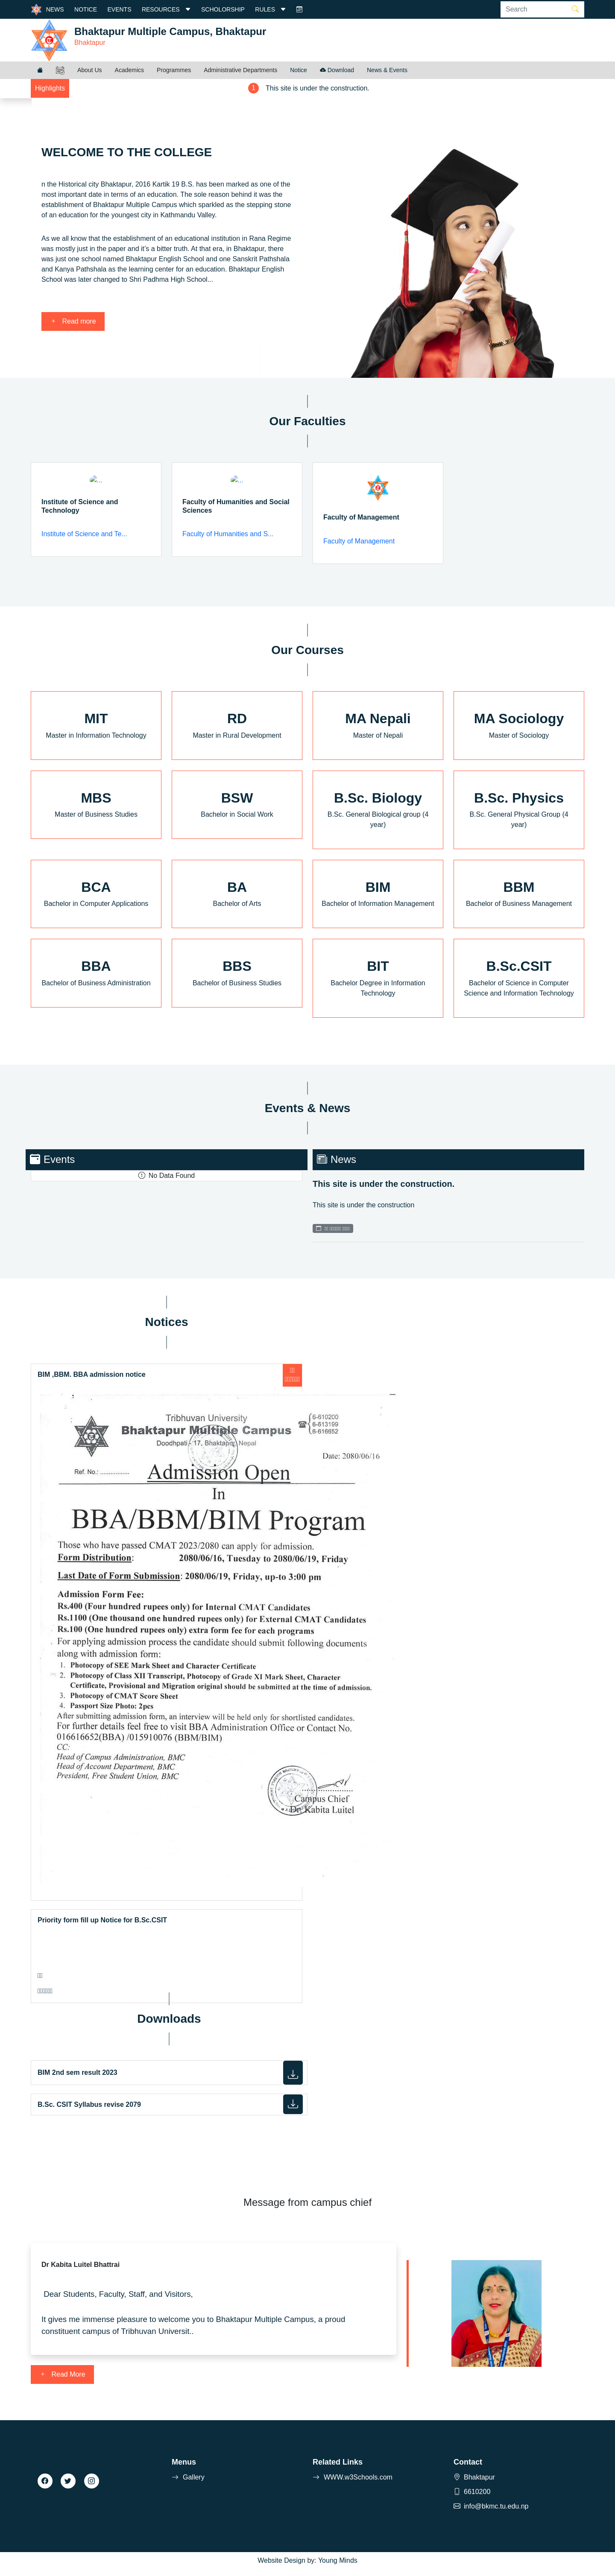 NEWS NOTICE EVENTS RESOURCES SCHOLORSHIP RULES Search
Bhaktapur Multiple Campus, Bhaktapur
Bhaktapur
About Us Academics Programmes Administrative Departments Notice Download News & Events
Highlights 1 This site is under the construction.
WELCOME TO THE COLLEGE
n the Historical city Bhaktapur, 2016 Kartik 19 B.S. has been marked as one of the
most important date in terms of an education. The sole reason behind it was the
establishment of Bhaktapur Multiple Campus which sparkled as the stepping stone
of an education for the youngest city in Kathmandu Valley.
As we all know that the establishment of an educational institution in Rana Regime
was mostly just in the paper and it's a bitter truth. At that era, in Bhaktapur, there
was just one school named Bhaktapur English School and one Sanskrit Pathshala
and Kanya Pathshala as the learning center for an education. Bhaktapur English
School was later changed to Shri Padhma High School...
+ Read more
Our Faculties
...
Institute of Science and
Technology
Institute of Science and Te...
...
Faculty of Humanities and Social
Sciences
Faculty of Humanities and S...
Faculty of Management
Faculty of Management
Our Courses
MIT
Master in Information Technology
RD
Master in Rural Development
MA Nepali
Master of Nepali
MA Sociology
Master of Sociology
MBS
Master of Business Studies
BSW
Bachelor in Social Work
B.Sc. Biology
B.Sc. General Biological group (4
year)
B.Sc. Physics
B.Sc. General Physical Group (4
year)
BCA
Bachelor in Computer Applications
BA
Bachelor of Arts
BIM
Bachelor of Information Management
BBM
Bachelor of Business Management
BBA
Bachelor of Business Administration
BBS
Bachelor of Business Studies
BIT
Bachelor Degree in Information
Technology
B.Sc.CSIT
Bachelor of Science in Computer
Science and Information Technology
Events & News
Events
No Data Found
News
This site is under the construction.
This site is under the construction
Notices
BIM ,BBM. BBA admission notice
Tribhuvan University
Bhaktapur Multiple Campus
Doodhpati - 17, Bhaktapur, Nepal
6-610200
6-613199
6-616652
Date: 2080/06/16
Ref. No.: ..................
Admission Open
In
BBA/BBM/BIM Program
Those who have passed CMAT 2023/2080 can apply for admission.
Form Distribution: 2080/06/16, Tuesday to 2080/06/19, Friday
Last Date of Form Submission: 2080/06/19, Friday, up-to 3:00 pm
Admission Form Fee:
Rs.400 (Four hundred rupees only) for Internal CMAT Candidates
Rs.1100 (One thousand one hundred rupees only) for External CMAT Candidates
Rs.100 (One hundred rupees only) extra form fee for each programs
For applying admission process the candidate should submit following documents
along with admission form:
1. Photocopy of SEE Mark Sheet and Character Certificate
2. Photocopy of Class XII Transcript, Photocopy of Grade XI Mark Sheet, Character
Certificate, Provisional and Migration original should be submitted at the time of admission.
3. Photocopy of CMAT Score Sheet
4. Passport Size Photo: 2pcs
After submitting admission form, an interview will be held only for shortlisted candidates.
For further details feel free to visit BBA Administration Office or Contact No.
016616652(BBA) /015910076 (BBM/BIM)
CC:
Head of Campus Administration, BMC
Head of Account Department, BMC
President, Free Student Union, BMC
Campus Chief
Dr. Kabita Luitel
Priority form fill up Notice for B.Sc.CSIT
Downloads
BIM 2nd sem result 2023
B.Sc. CSIT Syllabus revise 2079
Message from campus chief
Dr Kabita Luitel Bhattrai
Dear Students, Faculty, Staff, and Visitors,
It gives me immense pleasure to welcome you to Bhaktapur Multiple Campus, a proud
constituent campus of Tribhuvan Universit..
+ Read More
Menus
Gallery
Related Links
WWW.w3Schools.com
Contact
Bhaktapur
6610200
info@bkmc.tu.edu.np
Website Design by: Young Minds